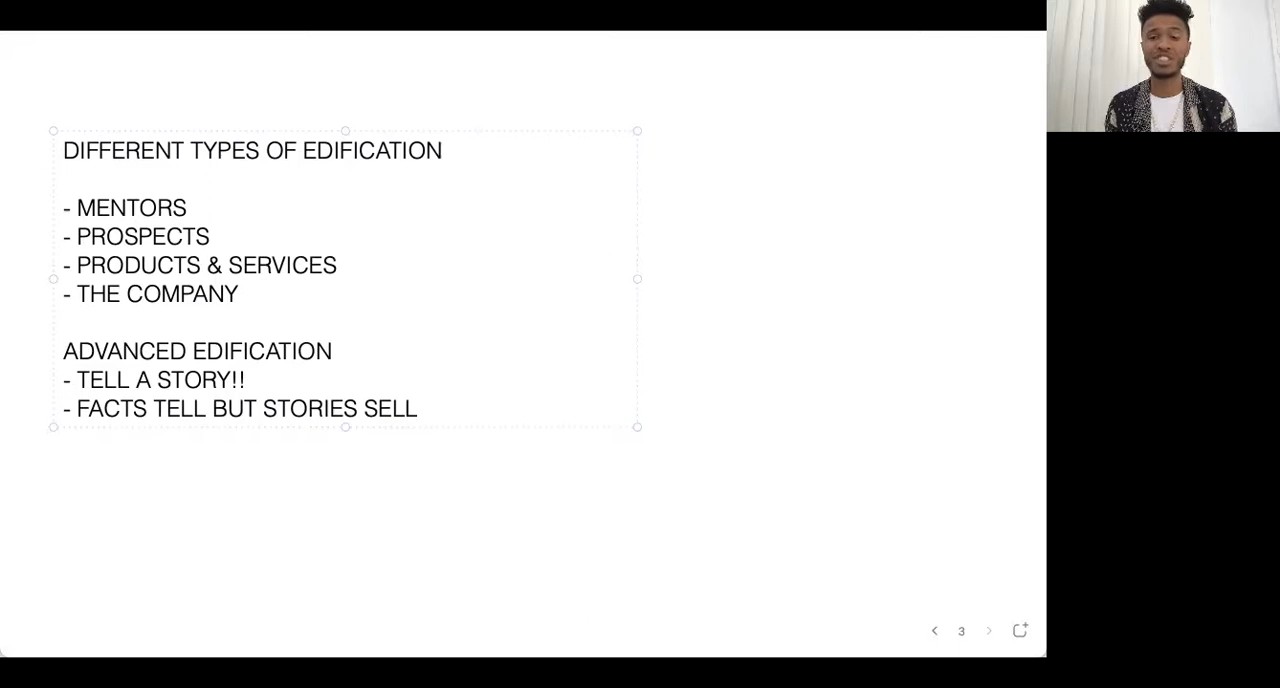 DIFFERENT TYPES OF EDIFICATION
- MENTORS
- PROSPECTS
- PRODUCTS & SERVICES
- THE COMPANY
ADVANCED EDIFICATION
- TELL A STORY!!
- FACTS TELL BUT STORIES SELL
3